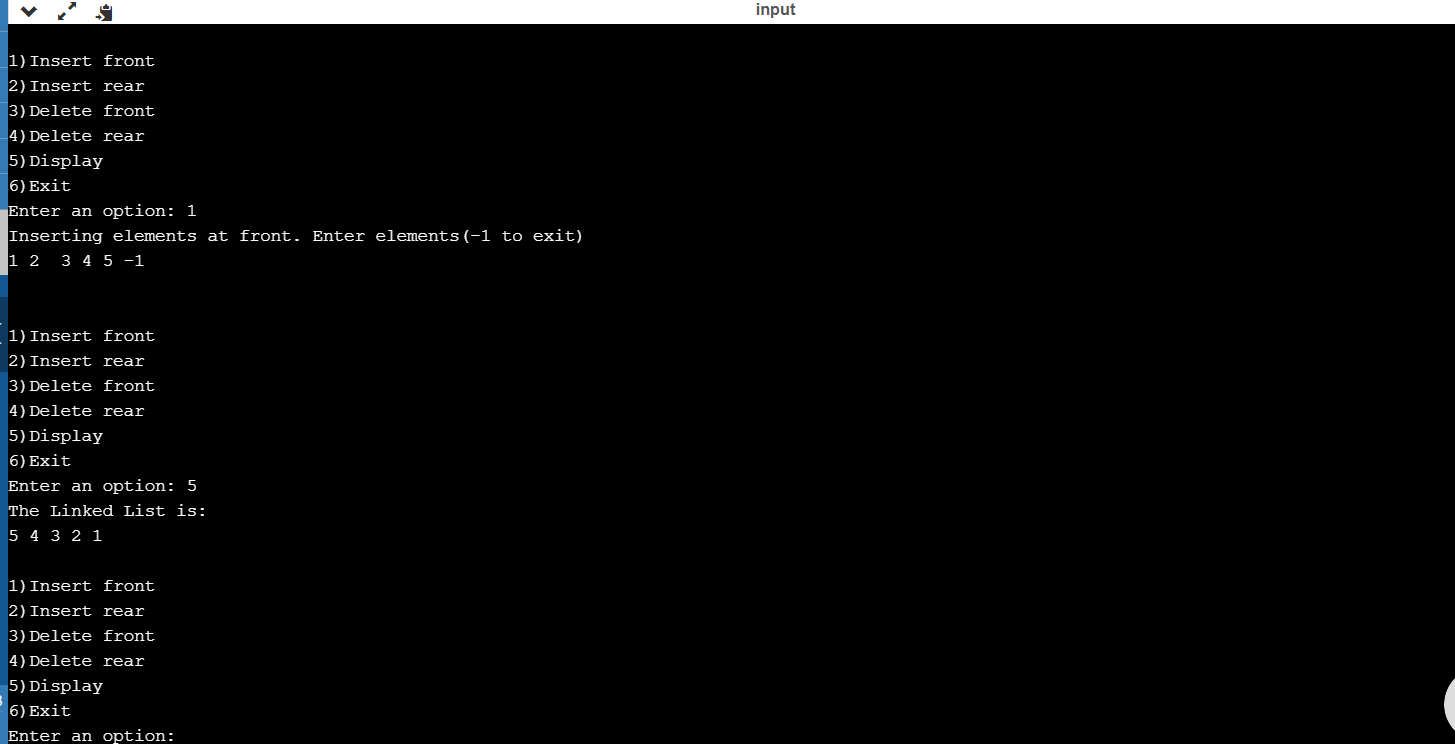 input
1)Insert front
2)Insert rear
3)Delete front
4)Delete rear
5)Display
6)Exit
Enter an option: 1
Inserting elements at front. Enter elements(-1 to exit)
1 2  3 4 5 -1
1)Insert front
2)Insert rear
3)Delete front
4)Delete rear
5)Display
6)Exit
Enter an option: 5
The Linked List is:
5 4 3 2 1
1)Insert front
2)Insert rear
3)Delete front
4)Delete rear
5)Display
6)Exit
Enter an option: